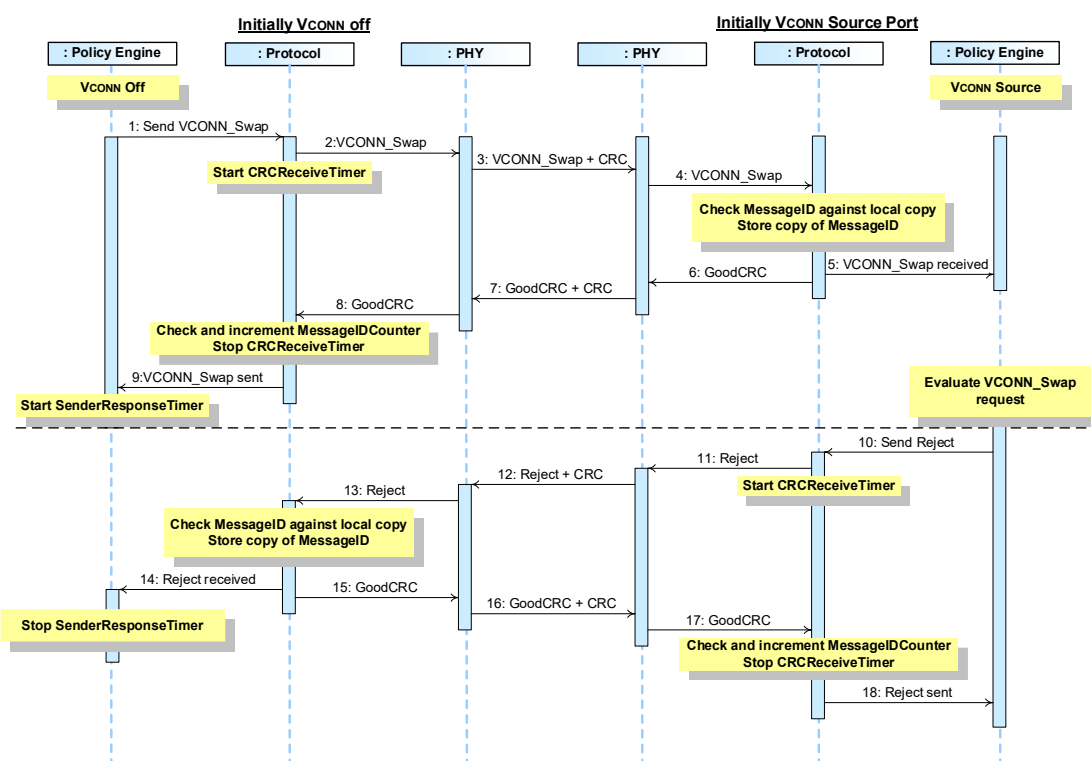 Initially VCONN off
Initially VCONN Source Port
: Policy Engine
: Protocol
: PHY
: PHY
: Protocol
: Policy Engine
VCONN Off
VCONN Source
1: Send VCONN_Swap
2:VCONN_Swap
Start CRCReceiveTimer
3: VCONN_Swap + CRC
4: VCONN_Swap
Check MessageID against local copy
Store copy of MessageID
5: VCONN_Swap received
6: GoodCRC
7: GoodCRC + CRC
8: GoodCRC
Check and increment MessageIDCounter
Stop CRCReceiveTimer
9:VCONN_Swap sent
Start SenderResponseTimer
Evaluate VCONN_Swap
request
10: Send Reject
11: Reject
Start CRCReceiveTimer
12: Reject + CRC
13: Reject
Check MessageID against local copy
Store copy of MessageID
14: Reject received
15: GoodCRC
Stop SenderResponseTimer
16: GoodCRC + CRC
17: GoodCRC
Check and increment MessageIDCounter
Stop CRCReceiveTimer
18: Reject sent